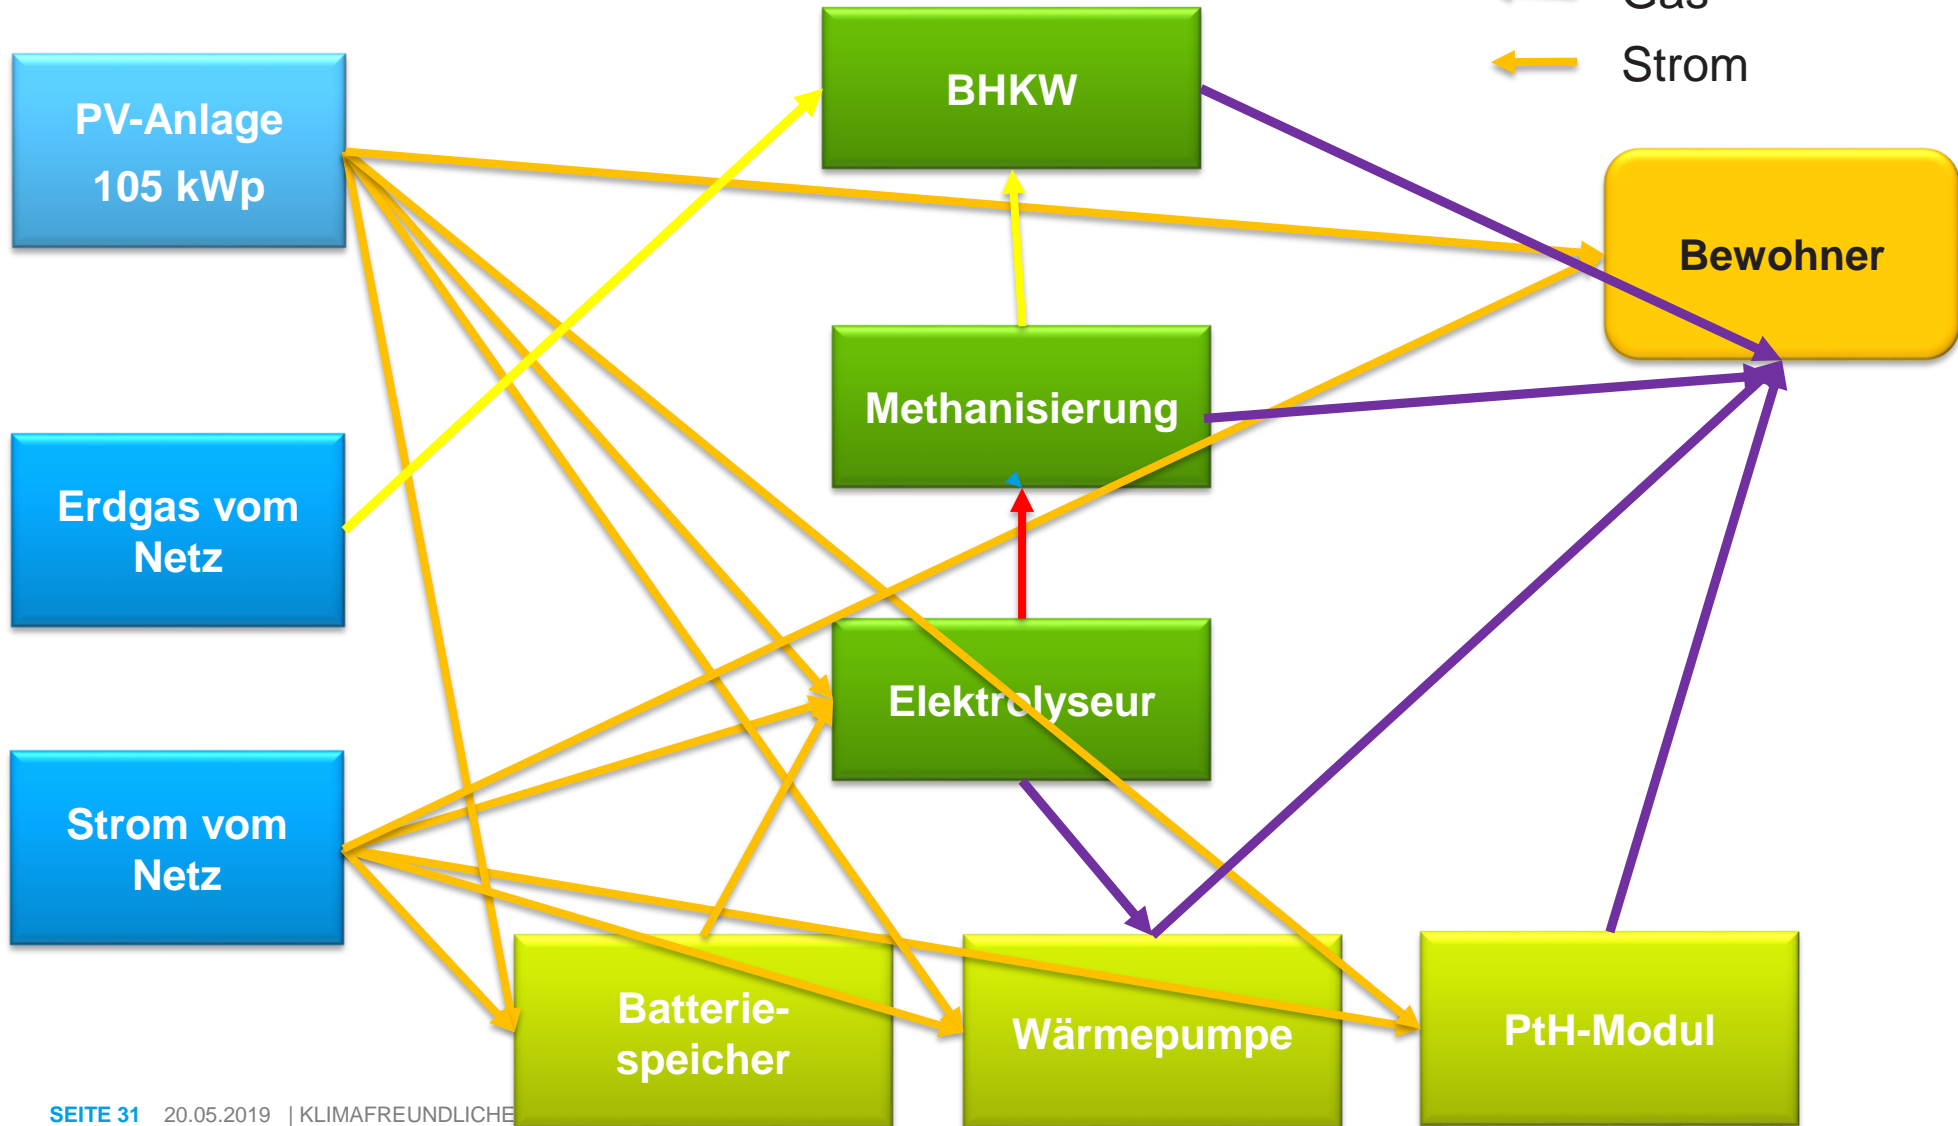 Gas
Strom
PV-Anlage
105 kWp
BHKW
Bewohner
Methanisierung
Erdgas vom
Netz
Elektrolyseur
Strom vom
Netz
Batterie-
speicher
Wärmepumpe
PtH-Modul
SEITE 31 20.05.2019 | KLIMAFREUNDLICHE